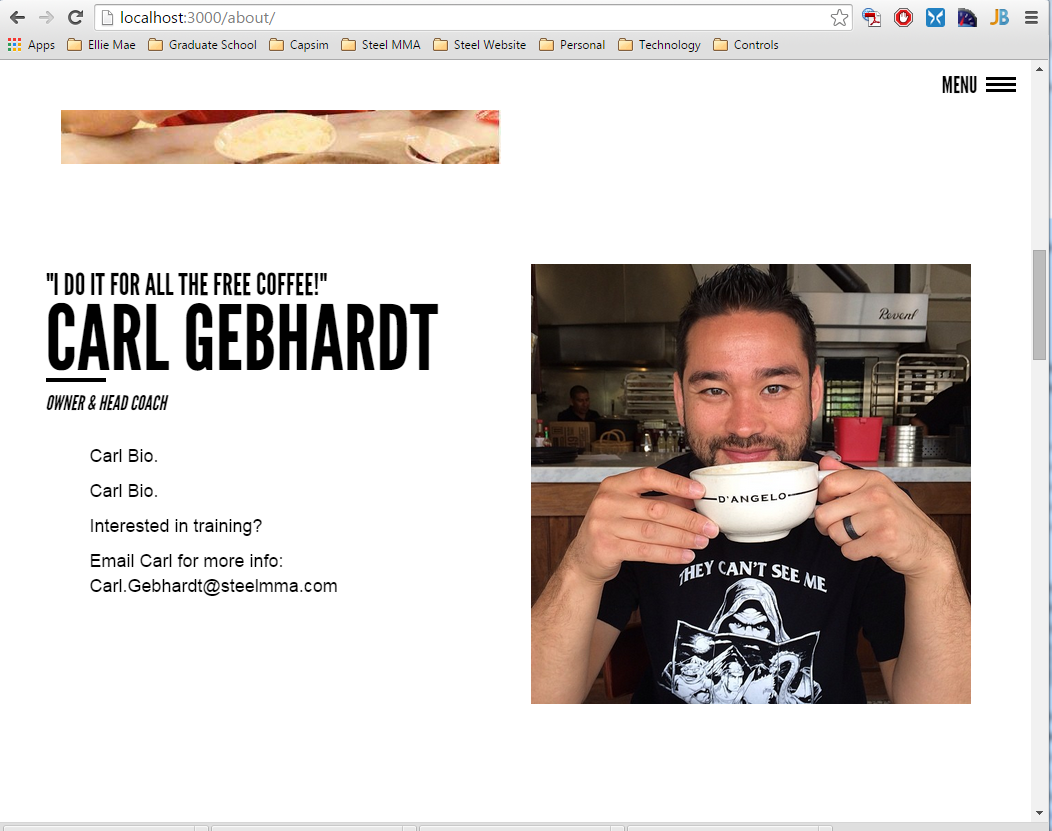 localhost:3000/about/
Apps Ellie Mae Graduate School Capsim Steel MMA Steel Website Personal Technology Controls
MENU
"I DO IT FOR ALL THE FREE COFFEE!"
CARL GEBHARDT
OWNER & HEAD COACH
Carl Bio.
Carl Bio.
Interested in training?
Email Carl for more info:
Carl.Gebhardt@steelmma.com
Revent
D'ANGELO
THEY CAN'T SEE ME
JB